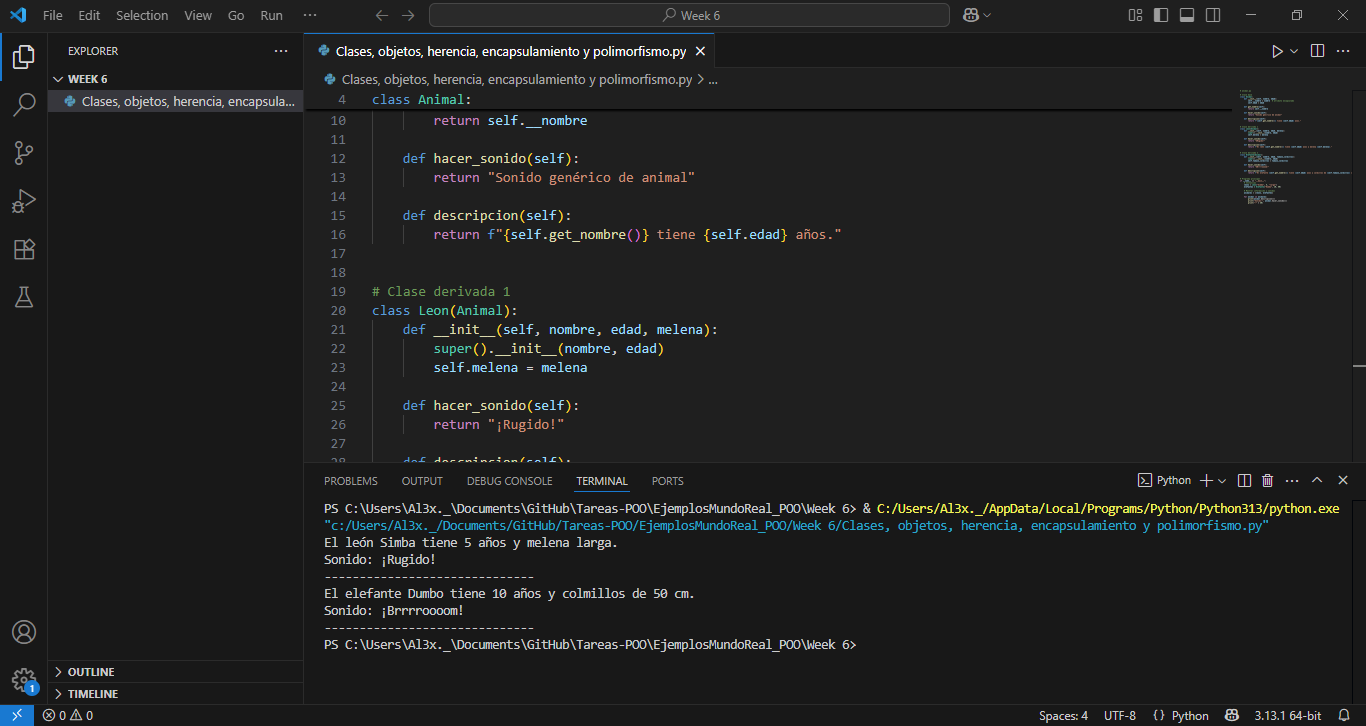 File Edit Selection View Go Run ··· Week 6
EXPLORER ···
WEEK 6
Clases, objetos, herencia, encapsula...
Clases, objetos, herencia, encapsulamiento y polimorfismo.py
Clases, objetos, herencia, encapsulamiento y polimorfismo.py > ...
4 class Animal:
10 return self.__nombre
11
12 def hacer_sonido(self):
13 return "Sonido genérico de animal"
14
15 def descripcion(self):
16 return f"{self.get_nombre()} tiene {self.edad} años."
17
18
19 # Clase derivada 1
20 class Leon(Animal):
21 def __init__(self, nombre, edad, melena):
22 super().__init__(nombre, edad)
23 self.melena = melena
24
25 def hacer_sonido(self):
26 return "¡Rugido!"
27
28 def descripcion(self):
PROBLEMS OUTPUT DEBUG CONSOLE TERMINAL PORTS Python
PS C:\Users\Al3x._\Documents\GitHub\Tareas-POO\EjemplosMundoReal_POO\Week 6> & C:/Users/Al3x._/AppData/Local/Programs/Python/Python313/python.exe
"c:/Users/Al3x._/Documents/GitHub/Tareas-POO/EjemplosMundoReal_POO/Week 6/Clases, objetos, herencia, encapsulamiento y polimorfismo.py"
El león Simba tiene 5 años y melena larga.
Sonido: ¡Rugido!
------------------------------
El elefante Dumbo tiene 10 años y colmillos de 50 cm.
Sonido: ¡Brrrroooom!
------------------------------
PS C:\Users\Al3x._\Documents\GitHub\Tareas-POO\EjemplosMundoReal_POO\Week 6>
OUTLINE
TIMELINE
1
0 0 Spaces: 4 UTF-8 {} Python 3.13.1 64-bit